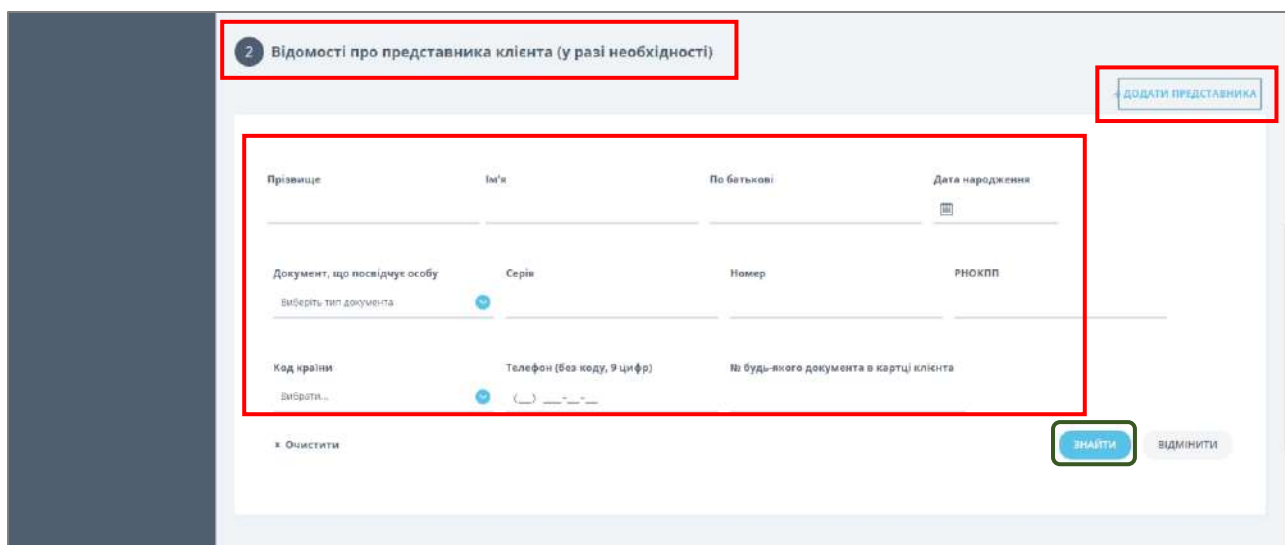 2 Відомості про представника клієнта (у разі необхідності)
+ ДОДАТИ ПРЕДСТАВНИКА
Прізвище Ім'я По батькові Дата народження
Документ, що посвідчує особу Серія Номер РНОКПП
Виберіть тип документа
Код країни Телефон (без коду, 9 цифр) № будь-якого документа в картці клієнта
Вибрати... (__) ___-__-__
x Очистити ЗНАЙТИ ВІДМІНИТИ